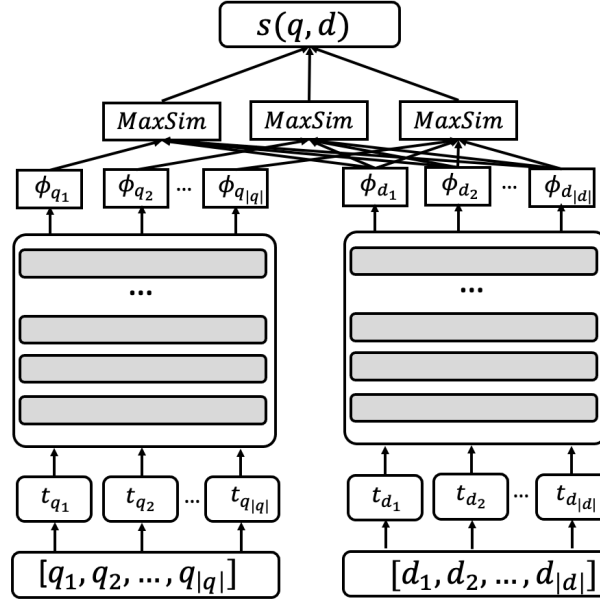 s(q, d)
MaxSim MaxSim MaxSim
ϕ_{q_1} ϕ_{q_2} ... ϕ_{q_{|q|}} ϕ_{d_1} ϕ_{d_2} ... ϕ_{d_{|d|}}
... ...
t_{q_1} t_{q_2} ... t_{q_{|q|}} t_{d_1} t_{d_2} ... t_{d_{|d|}}
[q_1, q_2, ..., q_{|q|}] [d_1, d_2, ..., d_{|d|}]